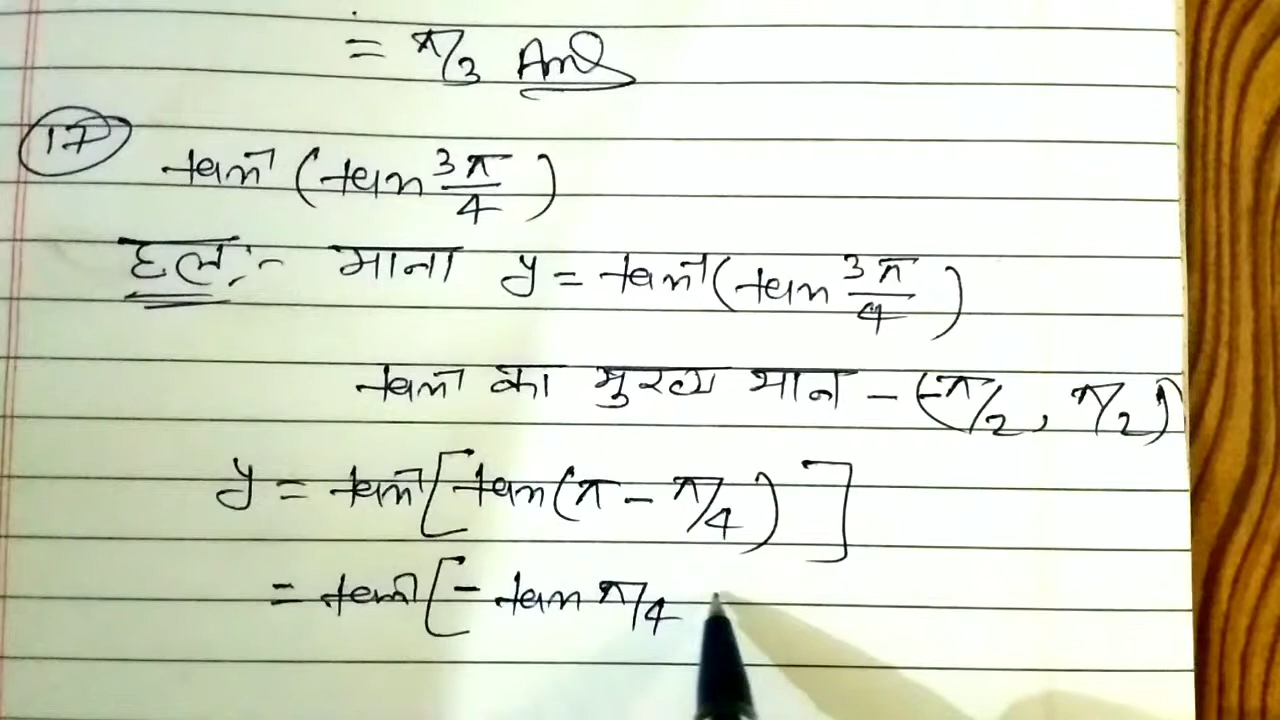 = π/3 Ans
17 tan⁻¹ (tan 3π/4)
हल:- माना y = tan⁻¹(tan 3π/4)
tan⁻¹ का मुख्य मान - (-π/2, π/2)
y = tan⁻¹[tan(π - π/4)]
= tan⁻¹[- tan π/4